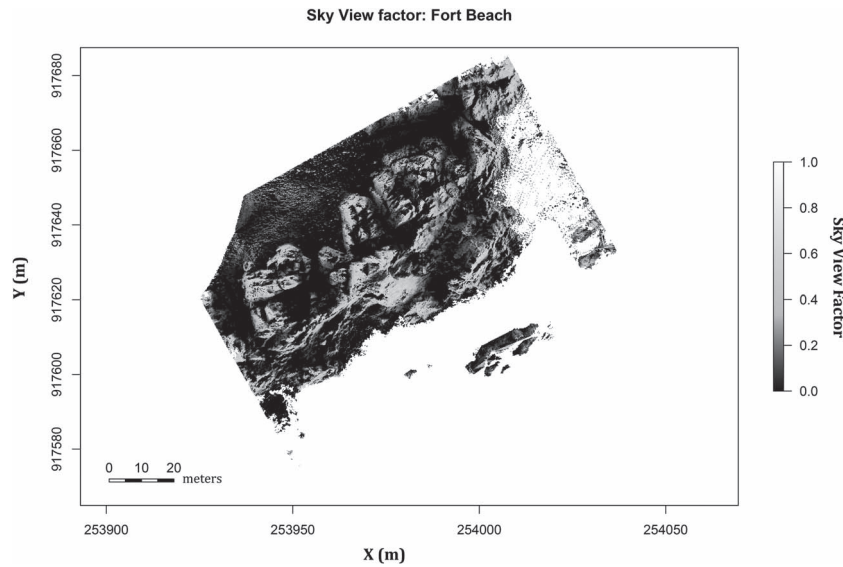 Sky View factor: Fort Beach
Y (m)
917680
917660
917640
917620
917600
917580
0 10 20
meters
253900 253950 254000 254050
X (m)
1.0
0.8
0.6
0.4
0.2
0.0
Sky View Factor